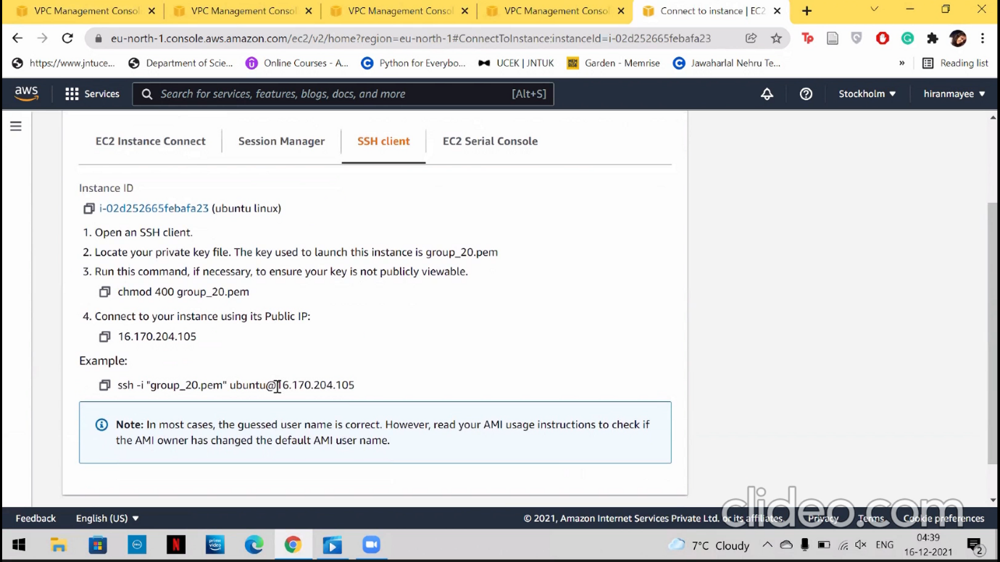 VPC Management Consol
VPC Management Consol
VPC Management Consol
VPC Management Consol
Connect to instance | EC2
eu-north-1.console.aws.amazon.com/ec2/v2/home?region=eu-north-1#ConnectToInstance:instanceId=i-02d252665febafa23
https://www.jntuce...
Department of Scie...
Online Courses - A...
Python for Everybo...
UCEK | JNTUK
Garden - Memrise
Jawaharlal Nehru Te...
»
Reading list
aws
Services
Search for services, features, blogs, docs, and more
[Alt+S]
Stockholm
hiranmayee
EC2 Instance Connect
Session Manager
SSH client
EC2 Serial Console
Instance ID
i-02d252665febafa23 (ubuntu linux)
1. Open an SSH client.
2. Locate your private key file. The key used to launch this instance is group_20.pem
3. Run this command, if necessary, to ensure your key is not publicly viewable.
chmod 400 group_20.pem
4. Connect to your instance using its Public IP:
16.170.204.105
Example:
ssh -i "group_20.pem" ubuntu@16.170.204.105
Note: In most cases, the guessed user name is correct. However, read your AMI usage instructions to check if
the AMI owner has changed the default AMI user name.
clideo.com
Feedback
English (US)
© 2021, Amazon Internet Services Private Ltd. or its affiliates.
Privacy
Terms
Cookie preferences
7°C Cloudy
ENG
04:39
16-12-2021
2